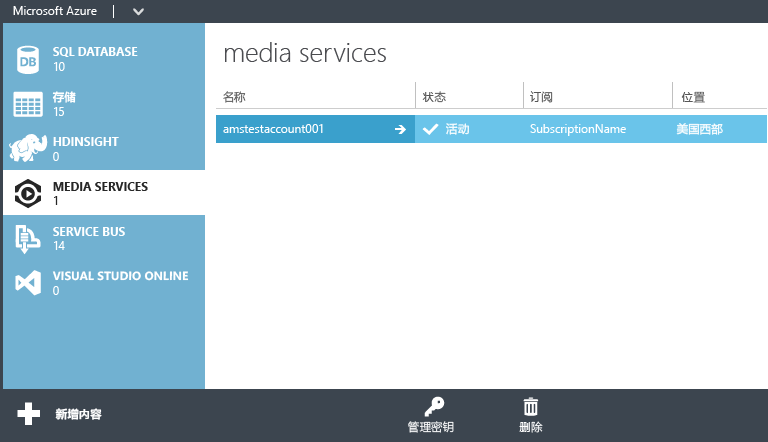 Microsoft Azure
SQL DATABASE
10
存储
15
HDINSIGHT
0
MEDIA SERVICES
1
SERVICE BUS
14
VISUAL STUDIO ONLINE
0
media services
名称 状态 订阅 位置
amstestaccount001 活动 SubscriptionName 美国西部
新增内容
管理密钥 删除
DB